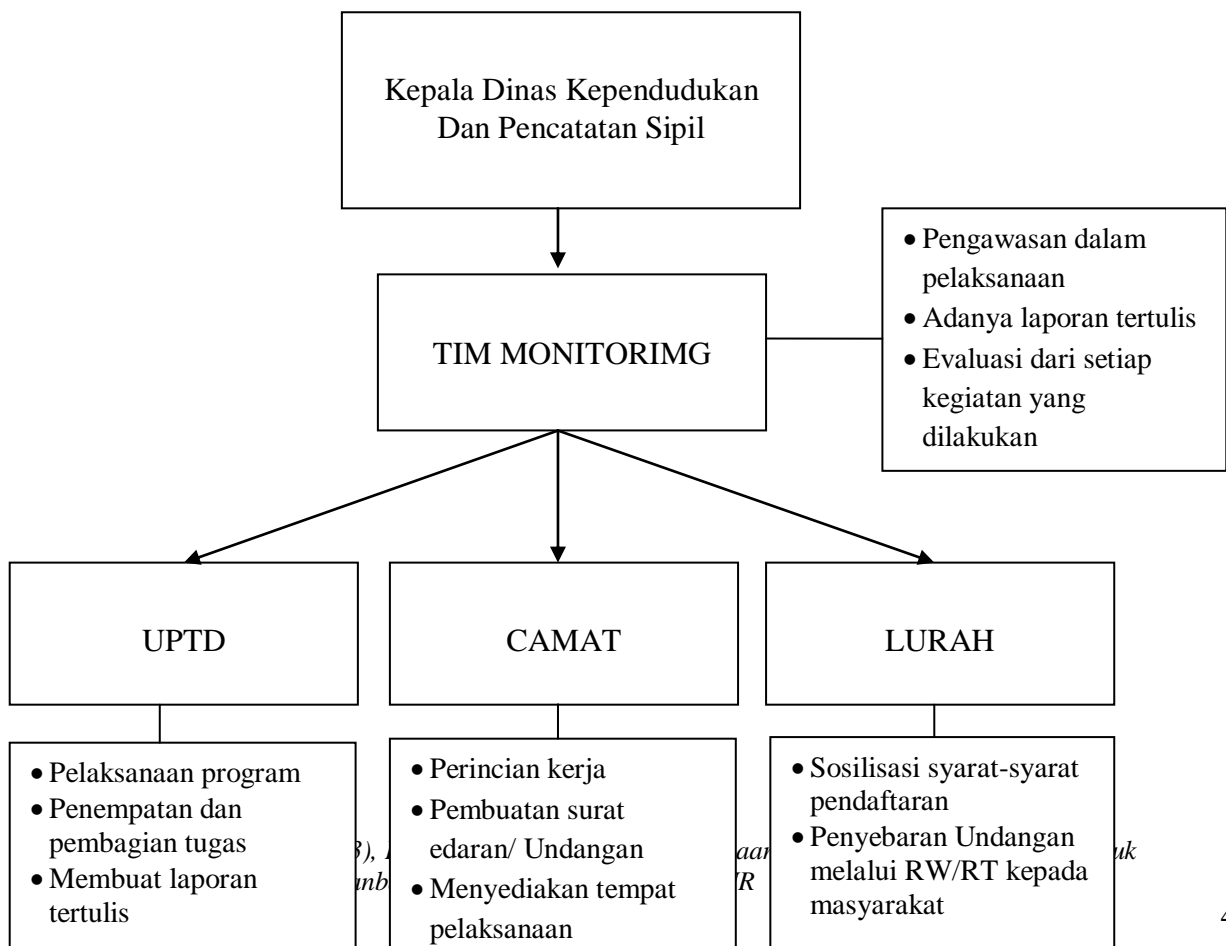 Kepala Dinas Kependudukan
Dan Pencatatan Sipil
• Pengawasan dalam
pelaksanaan
• Adanya laporan tertulis
• Evaluasi dari setiap
kegiatan yang
dilakukan
TIM MONITORIMG
UPTD
CAMAT
LURAH
• Pelaksanaan program
• Penempatan dan
pembagian tugas
• Membuat laporan
tertulis
• Perincian kerja
• Pembuatan surat
edaran/ Undangan
• Menyediakan tempat
pelaksanaan
• Sosilisasi syarat-syarat
pendaftaran
• Penyebaran Undangan
melalui RW/RT kepada
masyarakat